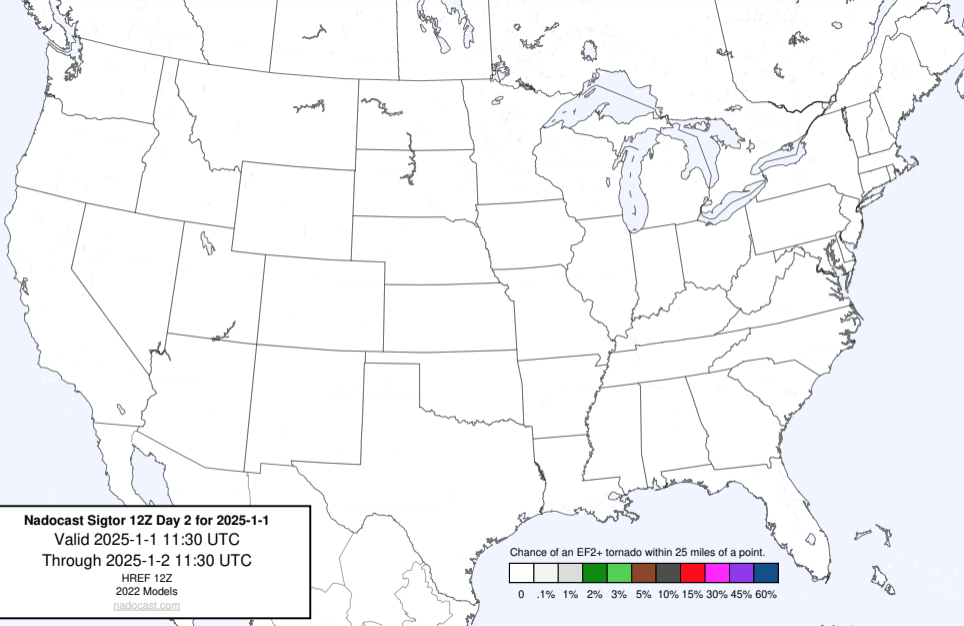 Nadocast Sigtor 12Z Day 2 for 2025-1-1
Valid 2025-1-1 11:30 UTC
Through 2025-1-2 11:30 UTC
HREF 12Z
2022 Models
nadocast.com
Chance of an EF2+ tornado within 25 miles of a point.
0 .1% 1% 2% 3% 5% 10% 15% 30% 45% 60%